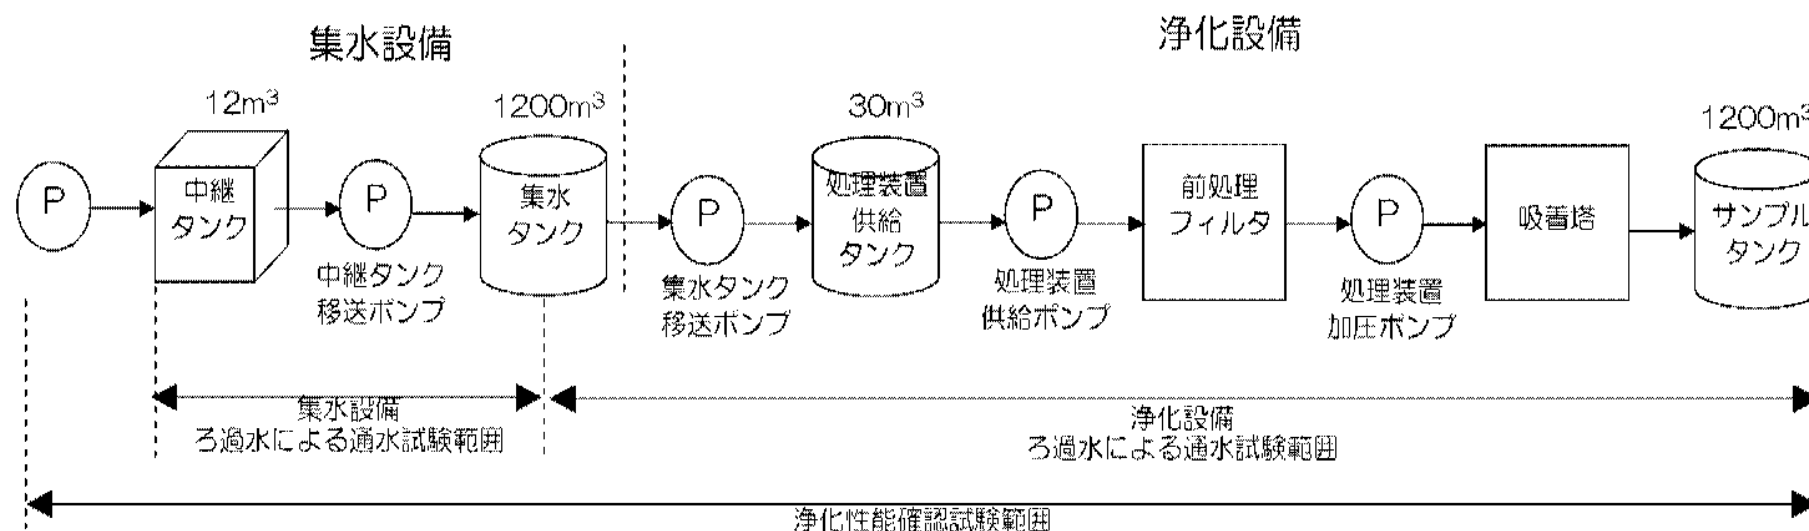 集水設備
浄化設備
12m³
1200m³
30m³
1200m³
P
中継
タンク
P
中継タンク
移送ポンプ
集水
タンク
P
集水タンク
移送ポンプ
処理装置
供給
タンク
P
処理装置
供給ポンプ
前処理
フィルタ
P
処理装置
加圧ポンプ
吸着塔
サンプル
タンク
集水設備
ろ過水による通水試験範囲
浄化設備
ろ過水による通水試験範囲
浄化性能確認試験範囲